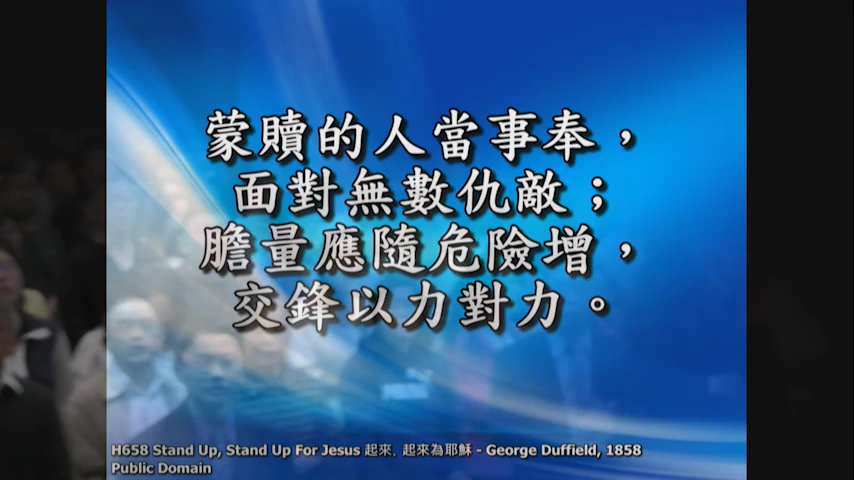 蒙贖的人當事奉，
面對無數仇敵；
膽量應隨危險增，
交鋒以力對力。
H658 Stand Up, Stand Up For Jesus 起來, 起來為耶穌 - George Duffield, 1858
Public Domain